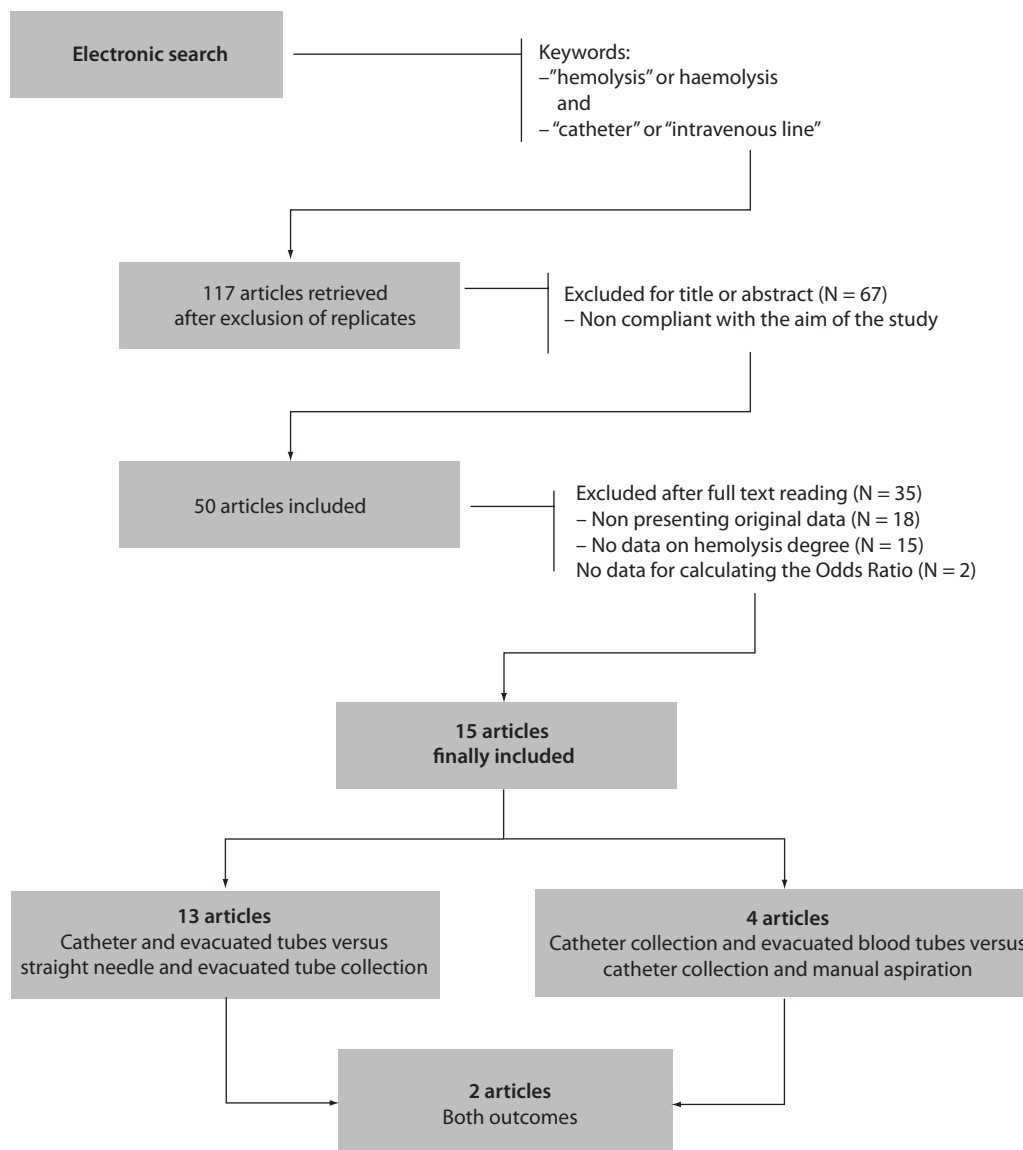 Electronic search
Keywords:
–”hemolysis” or haemolysis
and
– “catheter” or “intravenous line”
117 articles retrieved
after exclusion of replicates
Excluded for title or abstract (N = 67)
– Non compliant with the aim of the study
50 articles included
Excluded after full text reading (N = 35)
– Non presenting original data (N = 18)
– No data on hemolysis degree (N = 15)
No data for calculating the Odds Ratio (N = 2)
15 articles
finally included
13 articles
Catheter and evacuated tubes versus
straight needle and evacuated tube collection
4 articles
Catheter collection and evacuated blood tubes versus
catheter collection and manual aspiration
2 articles
Both outcomes